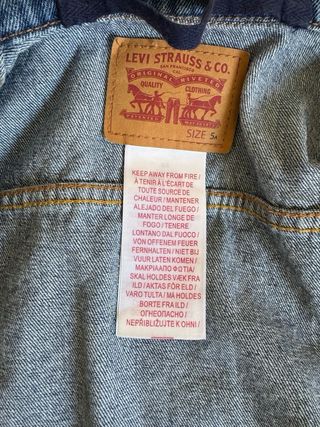 LEVI STRAUSS & CO.
SAN FRANCISCO
CAL.
ORIGINAL RIVETED
QUALITY CLOTHING
SIZE 5A
KEEP AWAY FROM FIRE /
À TENIR À L'ÉCART DE
TOUTE SOURCE DE
CHALEUR / MANTENER
ALEJADO DEL FUEGO /
MANTER LONGE DE
FOGO / TENERE
LONTANO DAL FUOCO /
VON OFFENEM FEUER
FERNHALTEN / NIET BIJ
VUUR LATEN KOMEN /
ΜΑΚΡΙΑΑΠΟ ΦΩΤΙΑ/
SKAL HOLDES VÆK FRA
ILD / AKTAS FÖR ELD /
VARO TULTA / MÅ HOLDES
BORTE FRA ILD /
ОГНЕОПАСНО /
NEPŘIBLIŽUJTE K OHNI /